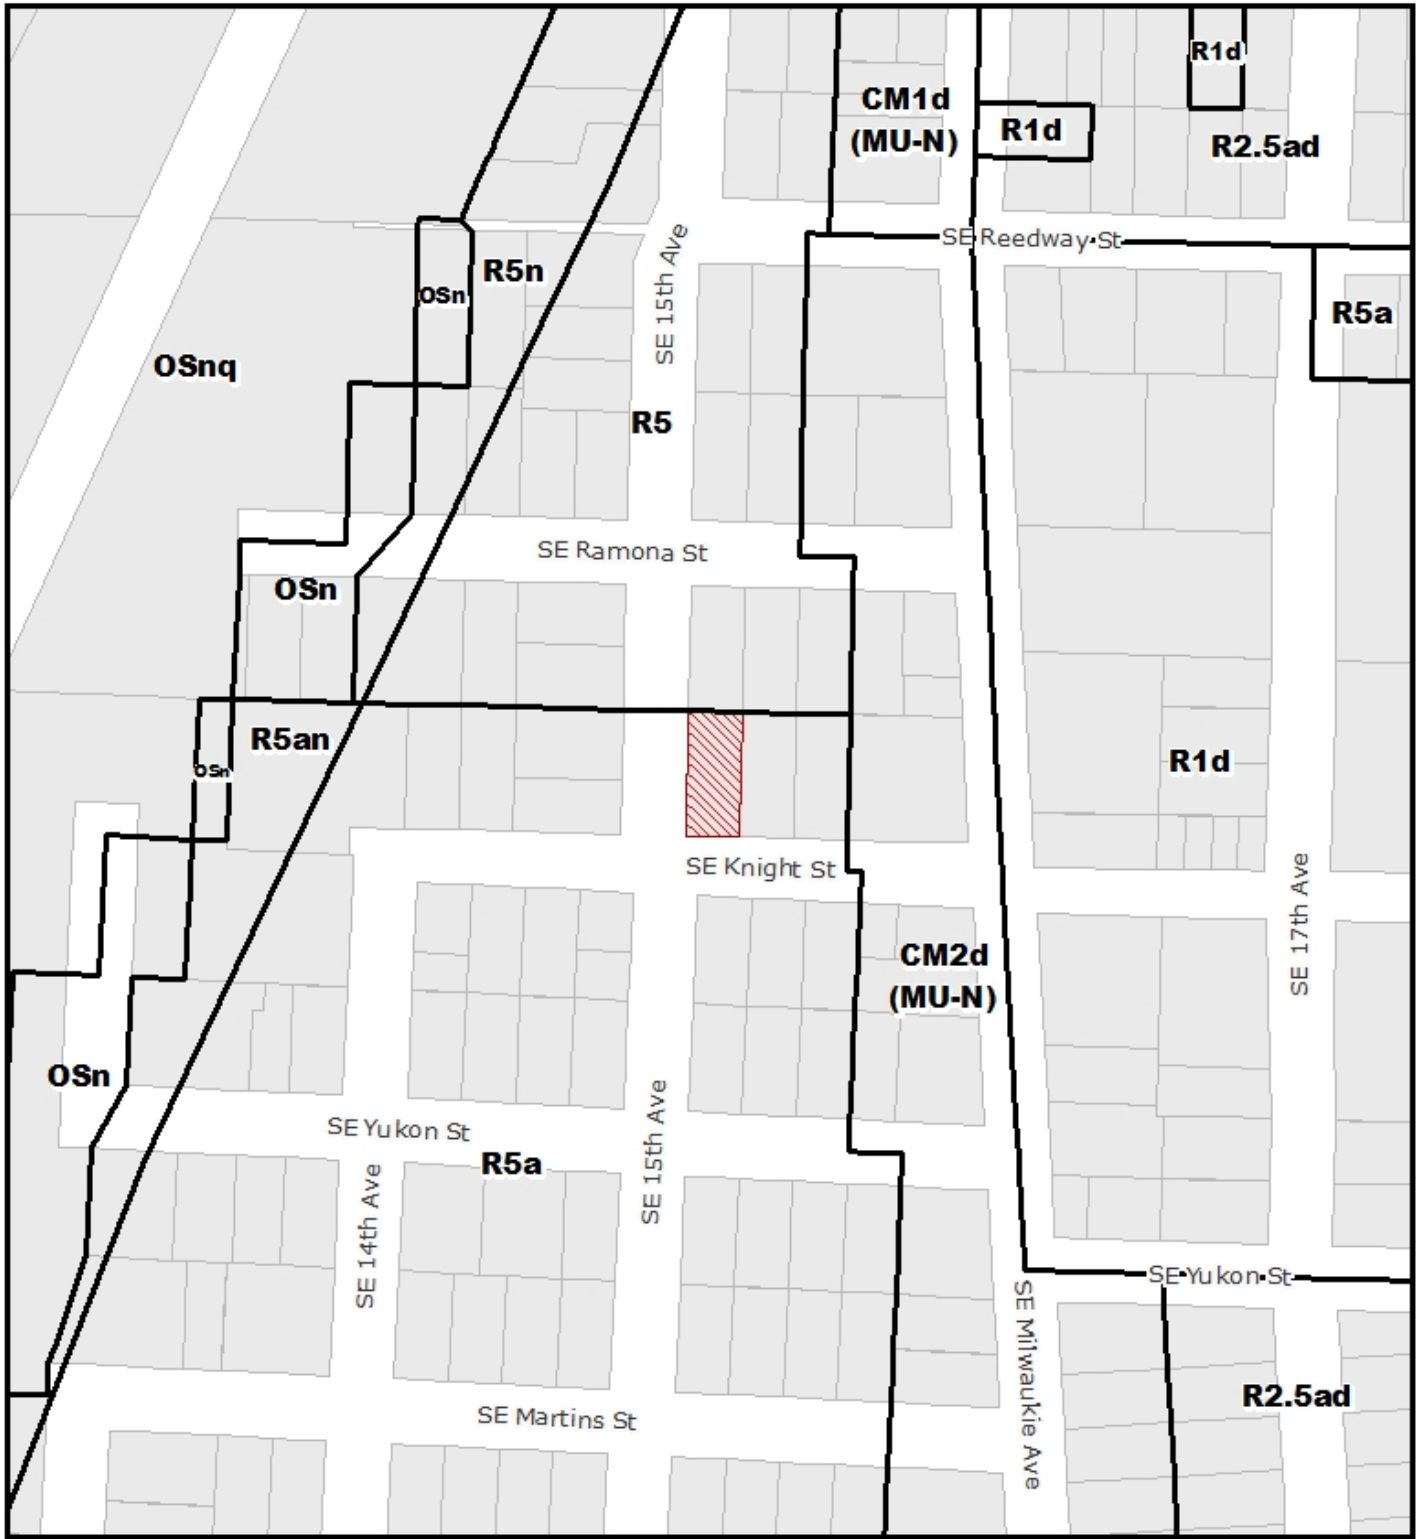 R1d
CM1d
(MU-N)
R1d
R2.5ad
SE Reedway St
SE 15th Ave
R5n
OSn
R5a
OSnq
R5
SE Ramona St
OSn
R5an
OSn
R1d
SE Knight St
SE 17th Ave
CM2d
(MU-N)
OSn
SE Yukon St
SE 15th Ave
R5a
SE 14th Ave
SE Yukon St
SE Milwaukie Ave
R2.5ad
SE Martins St